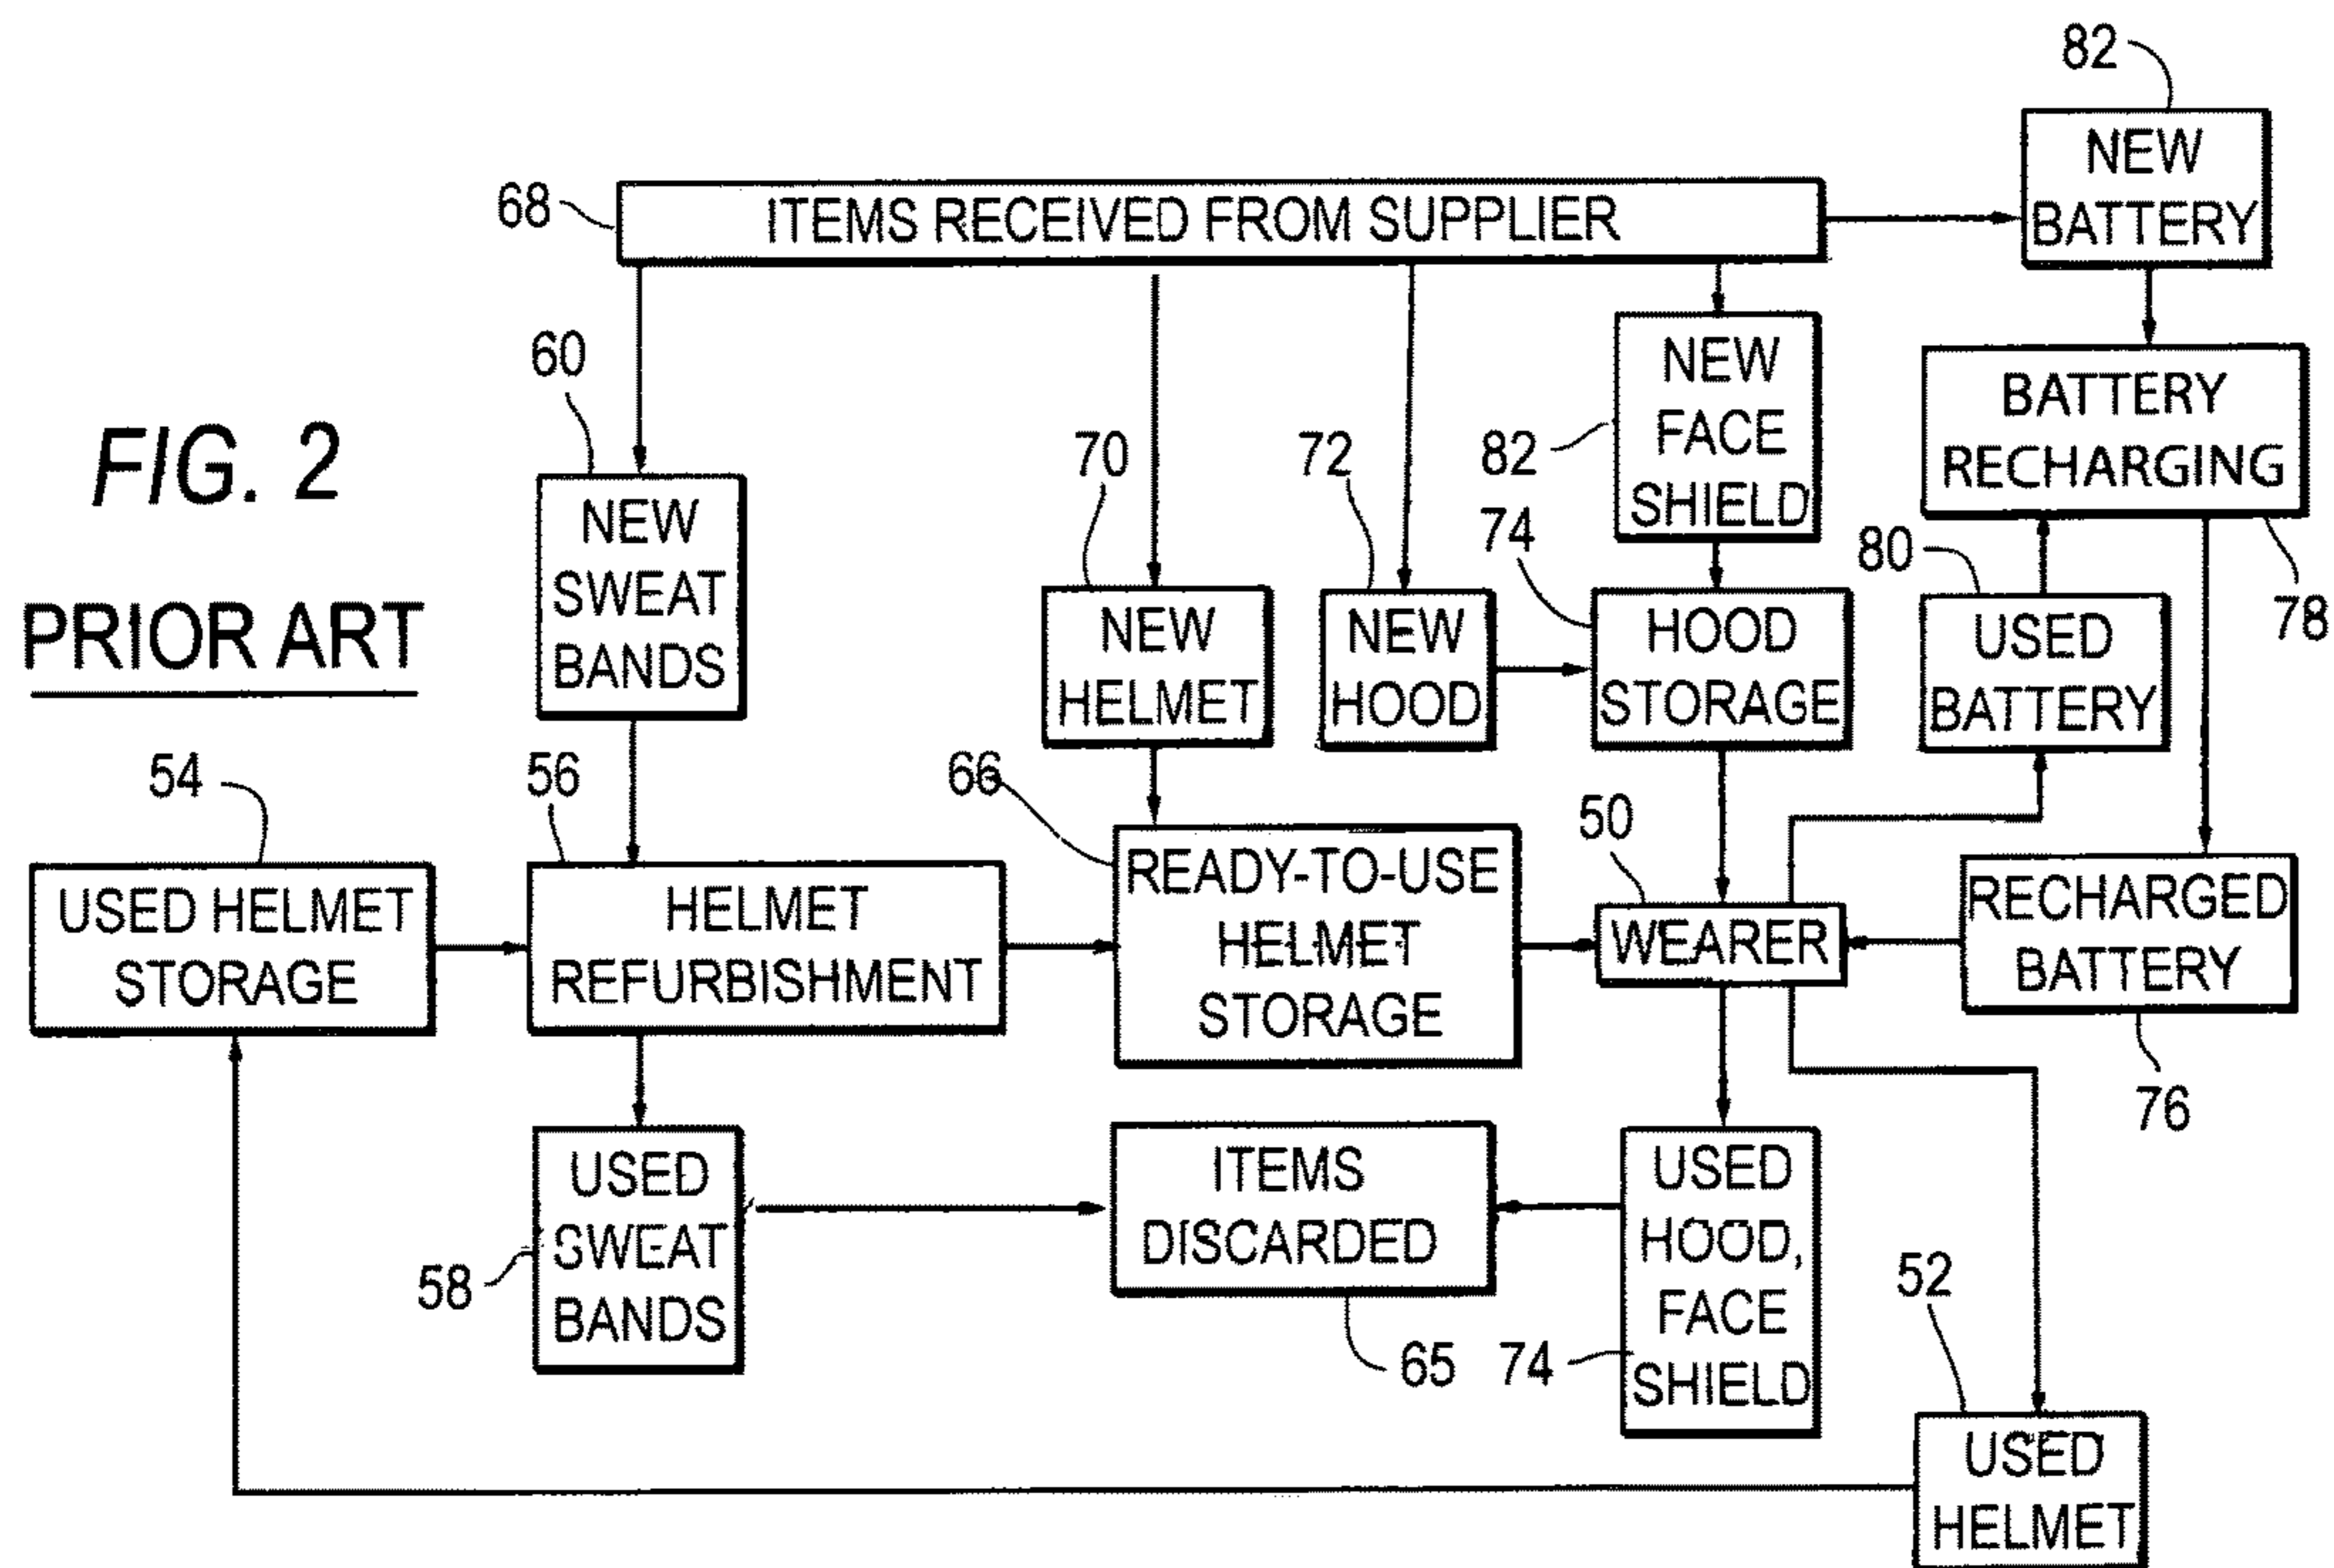 82
NEW
BATTERY
68
ITEMS RECEIVED FROM SUPPLIER
60
NEW
SWEAT
BANDS
70
NEW
HELMET
72
NEW
HOOD
82
NEW
FACE
SHIELD
74
HOOD
STORAGE
BATTERY
RECHARGING
78
80
USED
BATTERY
FIG. 2
PRIOR ART
54
USED HELMET
STORAGE
56
HELMET
REFURBISHMENT
66
READY-TO-USE
HELMET
STORAGE
50
WEARER
RECHARGED
BATTERY
76
58
USED
SWEAT
BANDS
ITEMS
DISCARDED
65
USED
HOOD,
FACE
SHIELD
74
52
USED
HELMET